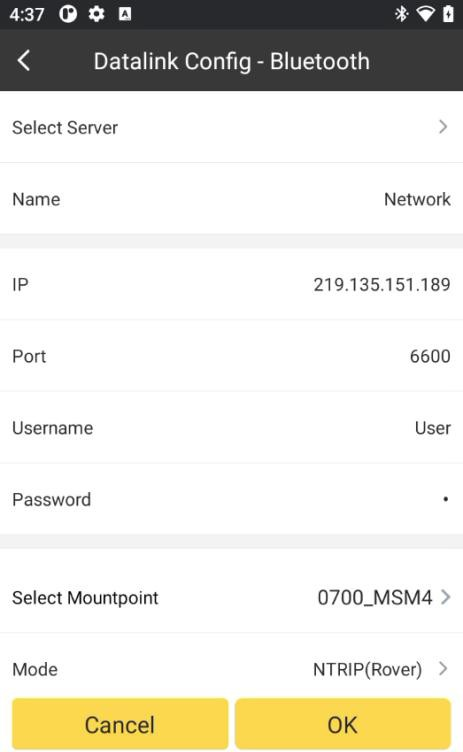 4:37
Datalink Config - Bluetooth
Select Server
Name Network
IP 219.135.151.189
Port 6600
Username User
Password •
Select Mountpoint 0700_MSM4
Mode NTRIP(Rover)
Cancel OK